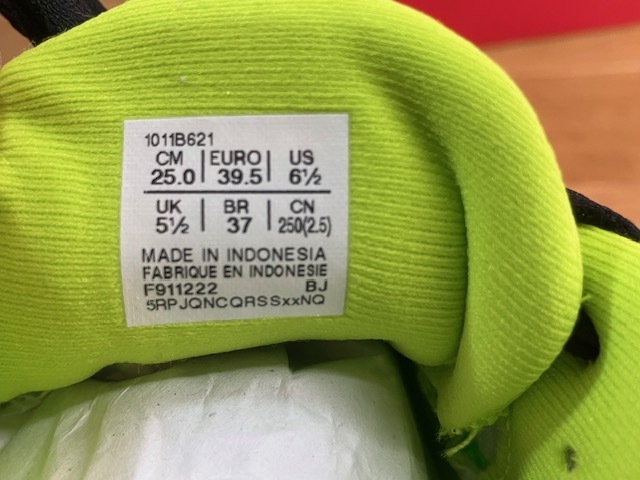 1011B621
CM | EURO | US
25.0 | 39.5 | 6½
UK | BR | CN
5½ | 37 | 250(2.5)
MADE IN INDONESIA
FABRIQUE EN INDONESIE
F911222 BJ
5RPJQNCQRSSxxNQ